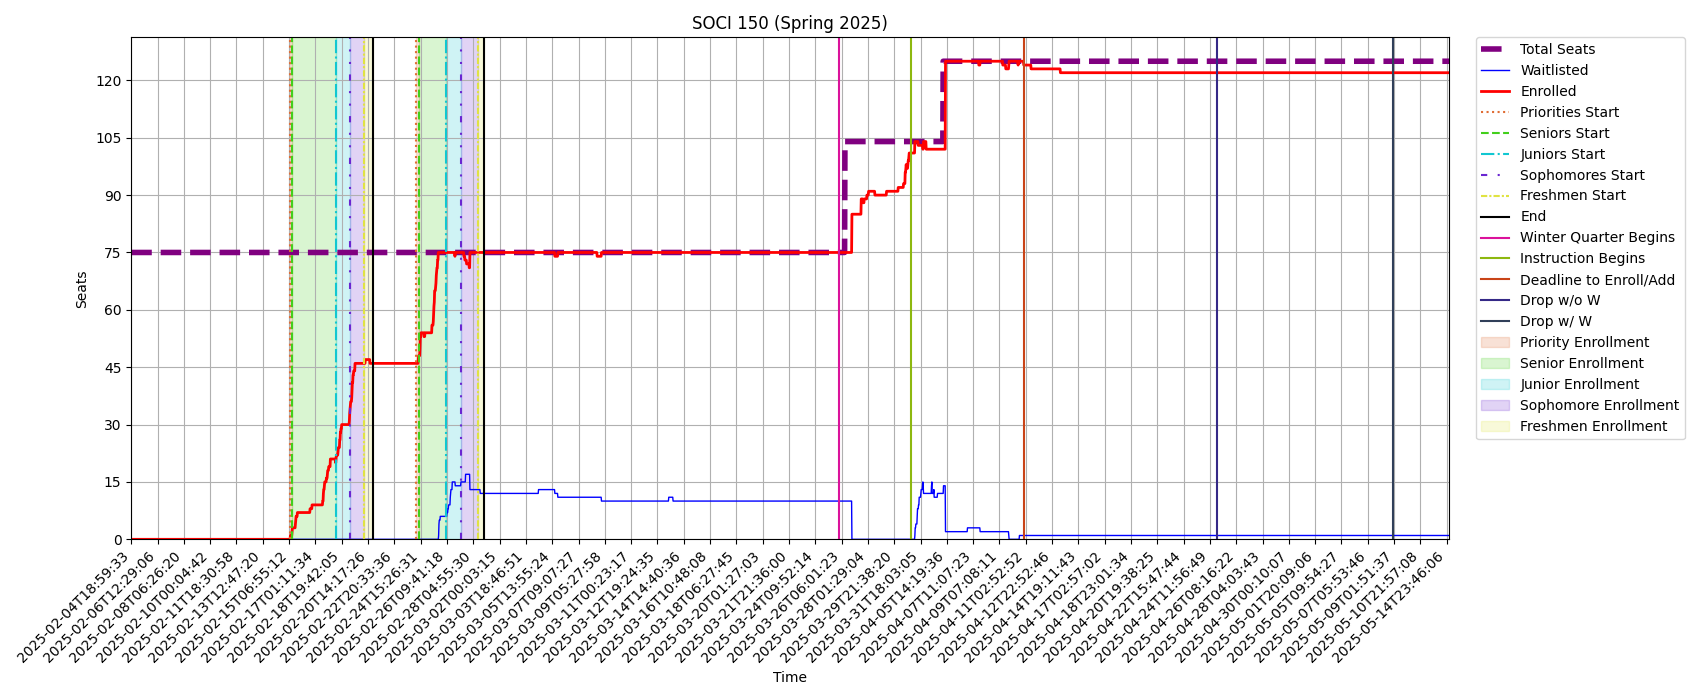 SOCI 150 (Spring 2025)
Seats
120
105
90
75
60
45
30
15
0
2025-02-04T18:59:33
2025-02-06T12:29:06
2025-02-08T06:26:20
2025-02-10T00:04:42
2025-02-11T18:30:58
2025-02-13T12:47:20
2025-02-15T06:55:12
2025-02-17T01:11:34
2025-02-18T19:42:05
2025-02-20T14:17:26
2025-02-22T20:33:36
2025-02-24T15:26:31
2025-02-26T09:41:18
2025-02-28T04:55:30
2025-03-02T00:03:15
2025-03-03T18:46:51
2025-03-05T13:55:24
2025-03-07T09:07:27
2025-03-09T05:27:58
2025-03-11T00:23:17
2025-03-12T19:24:35
2025-03-14T14:40:36
2025-03-16T10:48:09
2025-03-18T06:27:45
2025-03-20T01:27:03
2025-03-21T21:36:00
2025-03-24T09:52:14
2025-03-26T06:01:23
2025-03-28T01:29:04
2025-03-29T21:38:20
2025-03-31T18:03:05
2025-04-05T14:19:36
2025-04-07T11:07:23
2025-04-09T07:08:11
2025-04-11T02:52:52
2025-04-12T22:52:46
2025-04-14T19:11:43
2025-04-17T02:57:02
2025-04-18T23:01:34
2025-04-20T19:38:25
2025-04-22T15:47:44
2025-04-24T11:56:49
2025-04-26T08:16:22
2025-04-28T04:03:43
2025-04-30T00:10:07
2025-05-01T20:09:06
2025-05-05T09:54:27
2025-05-07T05:53:46
2025-05-09T01:51:37
2025-05-10T21:57:08
2025-05-14T23:46:06
Time
Total Seats
Waitlisted
Enrolled
Priorities Start
Seniors Start
Juniors Start
Sophomores Start
Freshmen Start
End
Winter Quarter Begins
Instruction Begins
Deadline to Enroll/Add
Drop w/o W
Drop w/ W
Priority Enrollment
Senior Enrollment
Junior Enrollment
Sophomore Enrollment
Freshmen Enrollment